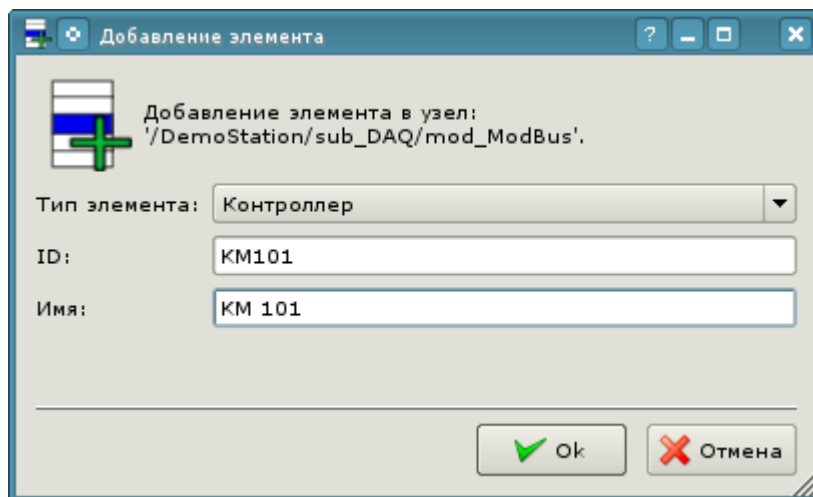 Добавление элемента
Добавление элемента в узел:
'/DemoStation/sub_DAQ/mod_ModBus'.
Тип элемента: Контроллер
ID: KM101
Имя: KM 101
Ok Отмена